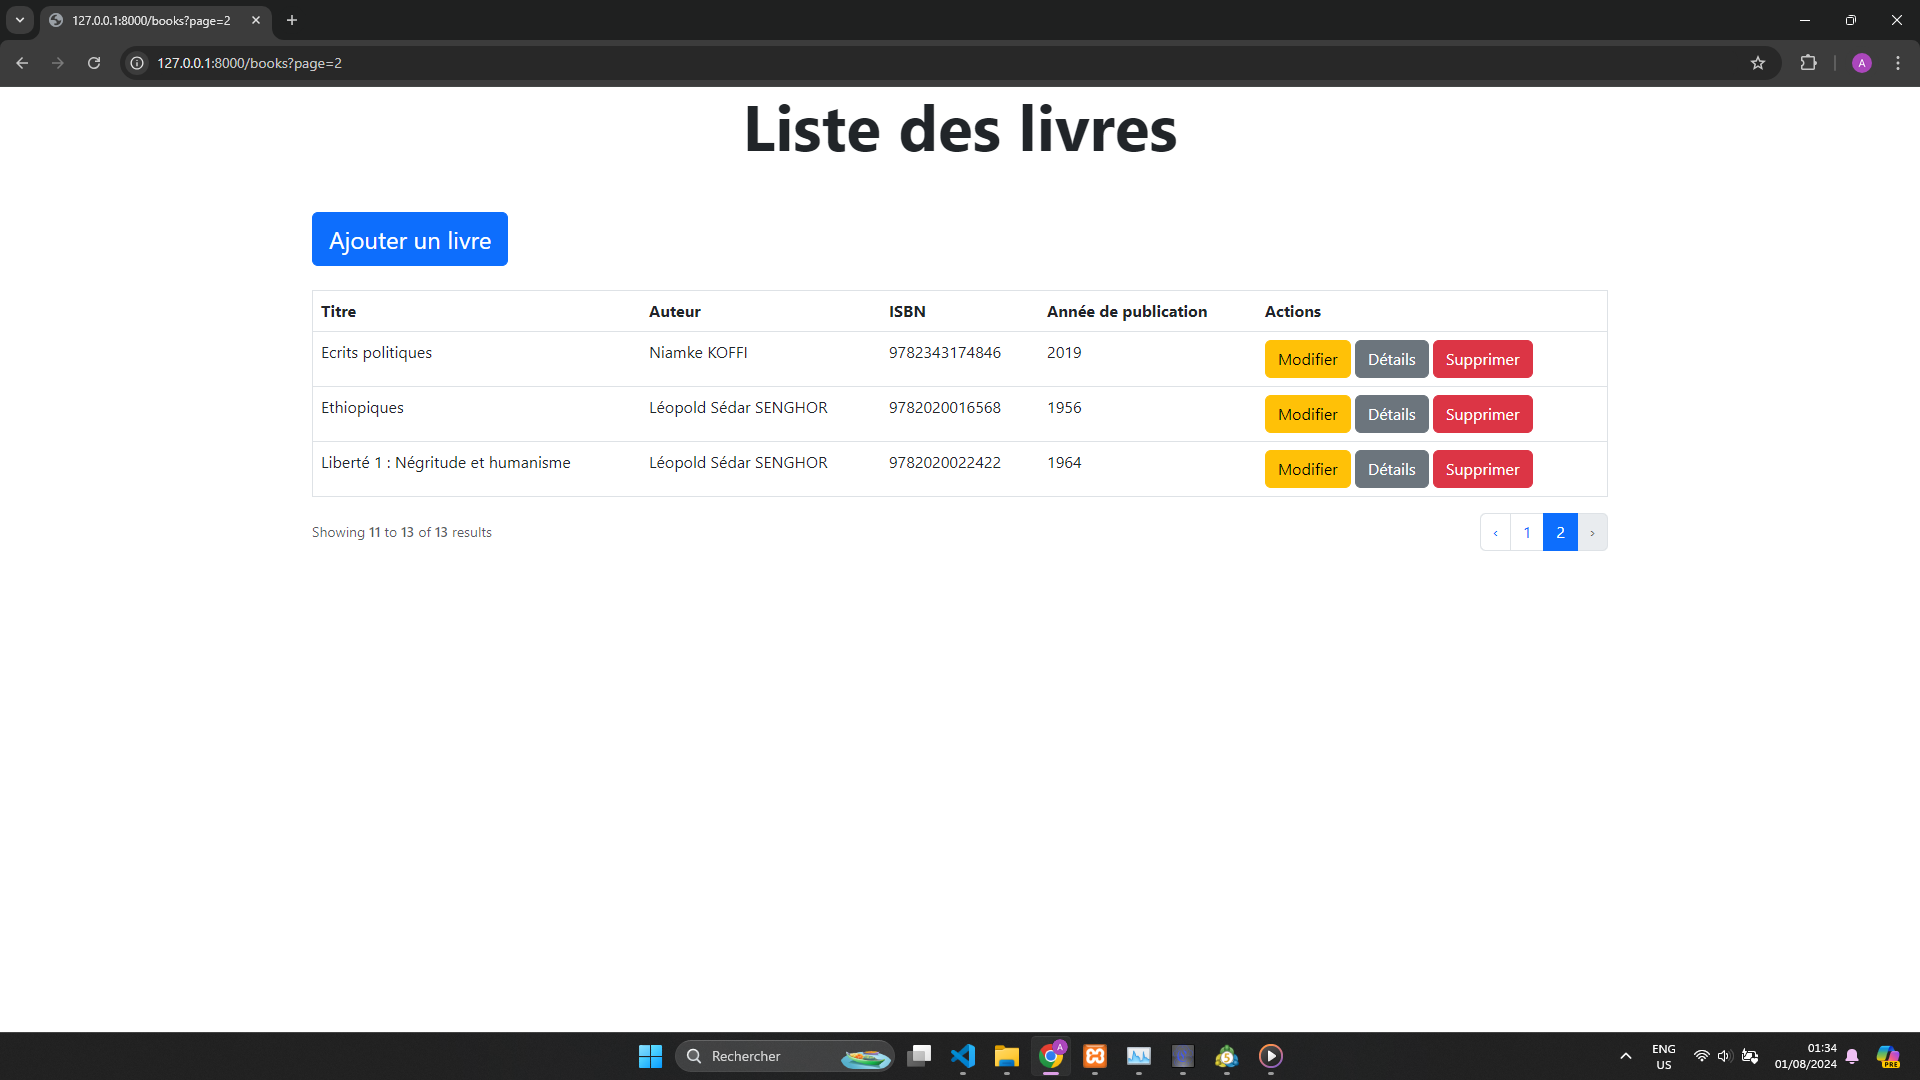 127.0.0.1:8000/books?page=2
127.0.0.1:8000/books?page=2
A
Liste des livres
Ajouter un livre
Titre Auteur ISBN Année de publication Actions
Ecrits politiques Niamke KOFFI 9782343174846 2019 Modifier Détails Supprimer
Ethiopiques Léopold Sédar SENGHOR 9782020016568 1956 Modifier Détails Supprimer
Liberté 1 : Négritude et humanisme Léopold Sédar SENGHOR 9782020022422 1964 Modifier Détails Supprimer
Showing 11 to 13 of 13 results ‹ 1 2 ›
Rechercher
A
ENG
US
01:34
01/08/2024
PRE